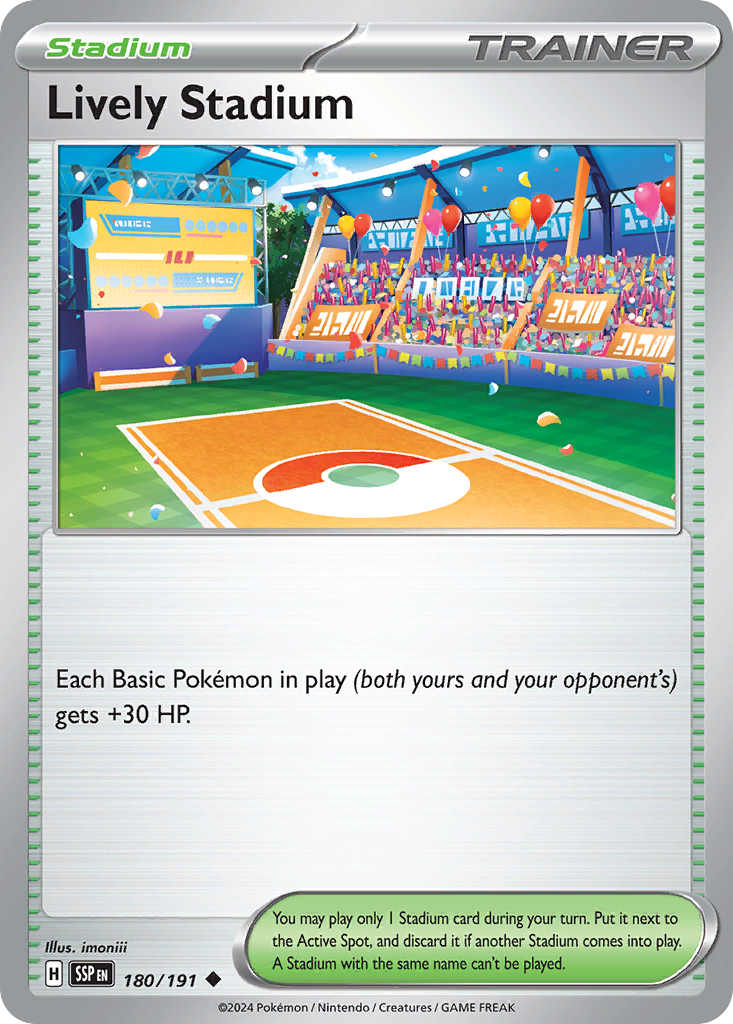 Stadium
TRAINER
Lively Stadium
Each Basic Pokémon in play (both yours and your opponent's)
gets +30 HP.
You may play only 1 Stadium card during your turn. Put it next to
the Active Spot, and discard it if another Stadium comes into play.
A Stadium with the same name can't be played.
Illus. imoniii
H SSP EN 180/191
©2024 Pokémon / Nintendo / Creatures / GAME FREAK